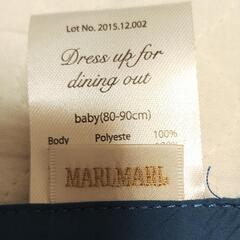 Lot No. 2015.12.002
Dress up for
dining out
baby(80-90cm)
Body Polyeste 100%
MARLMARL